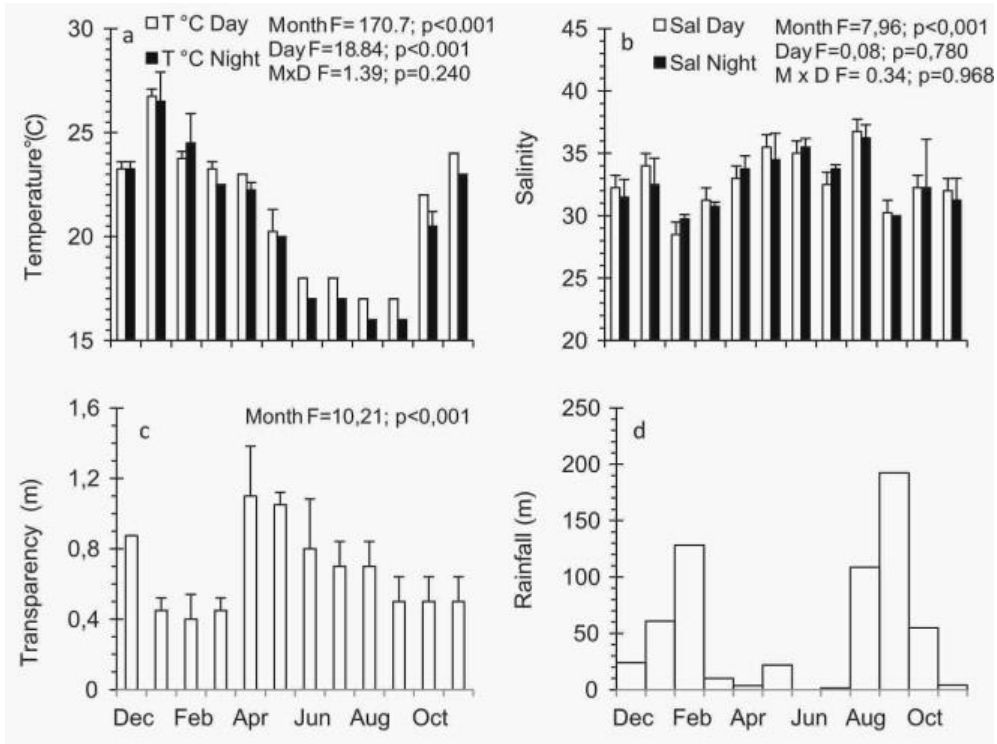 a
T °C Day
T °C Night
Month F= 170.7; p<0.001
Day F=18.84; p<0.001
MxD F=1.39; p=0.240
Temperature°(C)
30
25
20
15
b
Sal Day
Sal Night
Month F=7,96; p<0,001
Day F=0,08; p=0,780
M x D F= 0.34; p=0.968
Salinity
45
40
35
30
25
20
c
Month F=10,21; p<0,001
Transparency (m)
1,6
1,2
0,8
0,4
0
Dec Feb Apr Jun Aug Oct
d
Rainfall (m)
250
200
150
100
50
0
Dec Feb Apr Jun Aug Oct